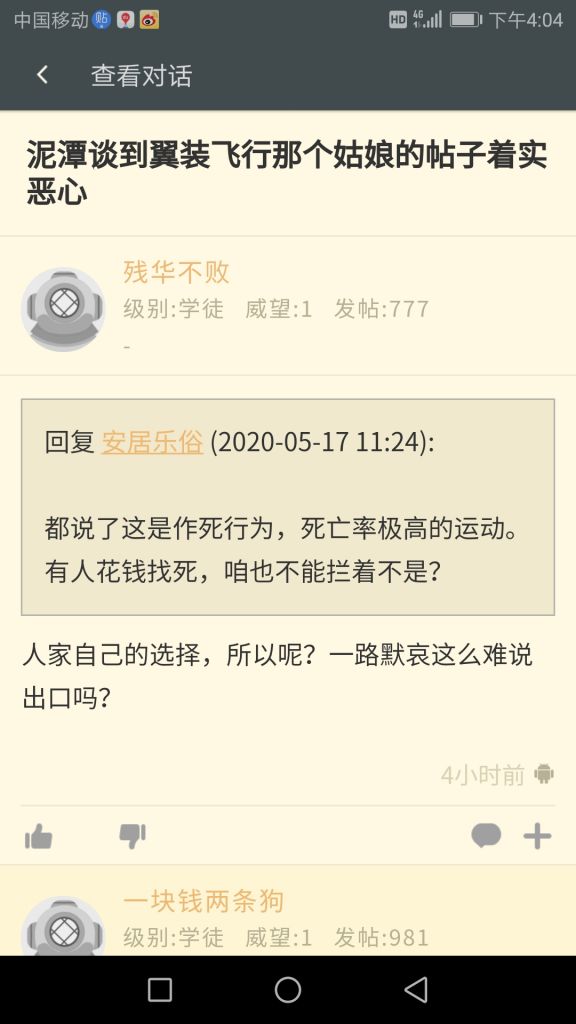 中国移动 HD 4G 下午4:04
查看对话
泥潭谈到翼装飞行那个姑娘的帖子着实
恶心
残华不败
级别:学徒 威望:1 发帖:777
-
回复 安居乐俗 (2020-05-17 11:24):
都说了这是作死行为，死亡率极高的运动。
有人花钱找死，咱也不能拦着不是？
人家自己的选择，所以呢？一路默哀这么难说
出口吗？
4小时前
一块钱两条狗
级别:学徒 威望:1 发帖:981